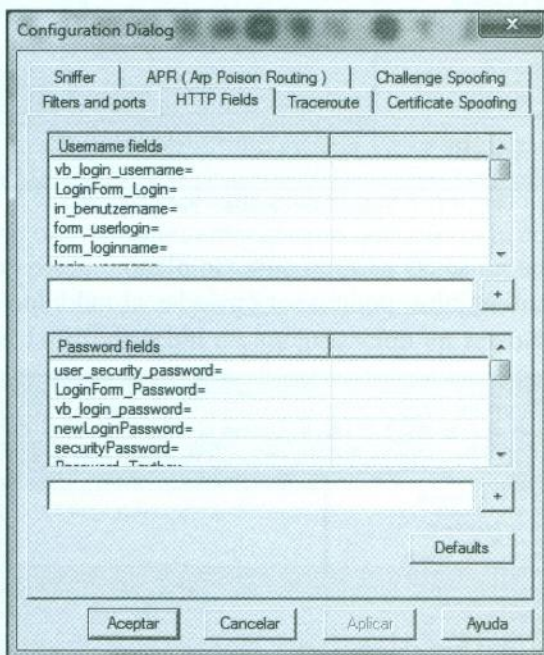 Configuration Dialog
x
Sniffer APR ( Arp Poison Routing ) Challenge Spoofing
Filters and ports HTTP Fields Traceroute Certificate Spoofing
Username fields
vb_login_username=
LoginForm_Login=
in_benutzername=
form_userlogin=
form_loginname=
+
Password fields
user_security_password=
LoginForm_Password=
vb_login_password=
newLoginPassword=
securityPassword=
+
Defaults
Aceptar Cancelar Aplicar Ayuda